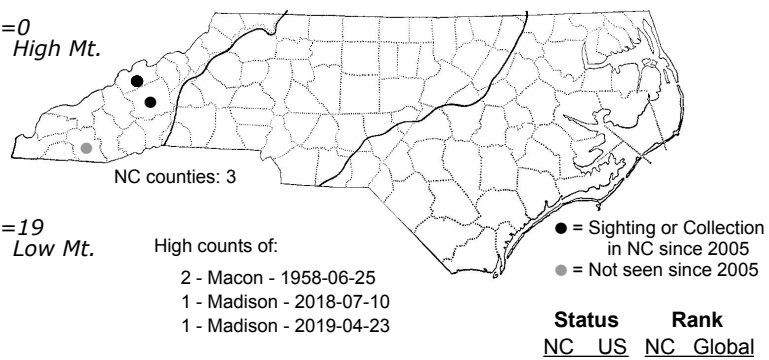 =0
High Mt.
NC counties: 3
=19
Low Mt.
High counts of:
2 - Macon - 1958-06-25
1 - Madison - 2018-07-10
1 - Madison - 2019-04-23
● = Sighting or Collection
in NC since 2005
● = Not seen since 2005
Status Rank
NC US NC Global